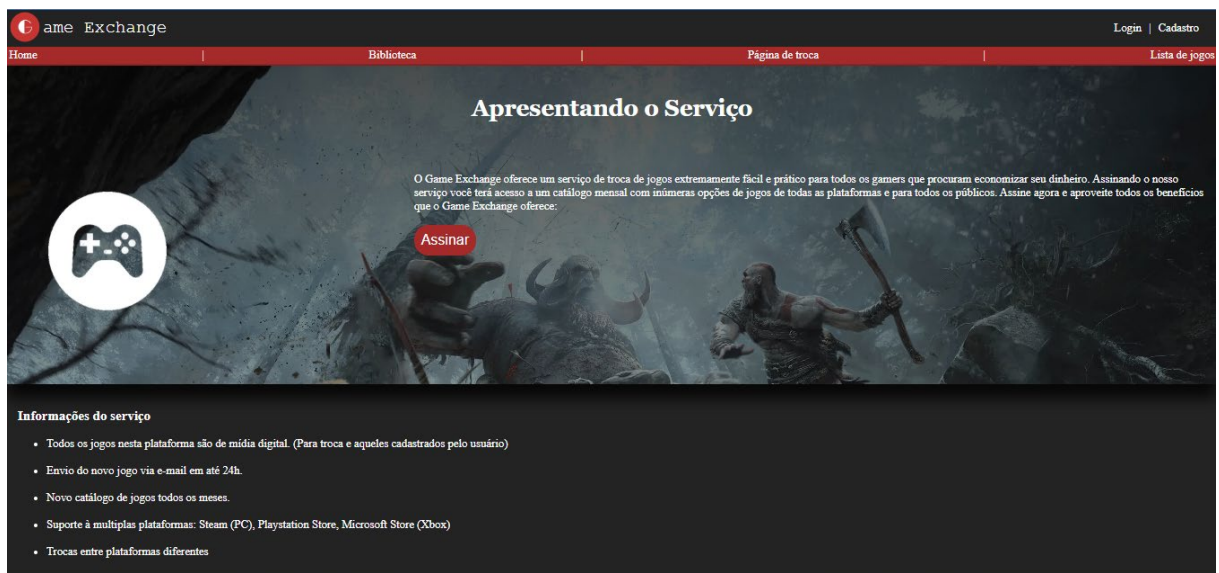 G ame Exchange
Login | Cadastro
Home | Biblioteca | Página de troca | Lista de jogos
Apresentando o Serviço
O Game Exchange oferece um serviço de troca de jogos extremamente fácil e prático para todos os gamers que procuram economizar seu dinheiro. Assinando o nosso
serviço você terá acesso a um catálogo mensal com inúmeras opções de jogos de todas as plataformas e para todos os públicos. Assine agora e aproveite todos os benefícios
que o Game Exchange oferece:
Assinar
Informações do serviço
• Todos os jogos nesta plataforma são de mídia digital. (Para troca e aqueles cadastrados pelo usuário)
• Envio do novo jogo via e-mail em até 24h.
• Novo catálogo de jogos todos os meses.
• Suporte à multiplas plataformas: Steam (PC), Playstation Store, Microsoft Store (Xbox)
• Trocas entre plataformas diferentes